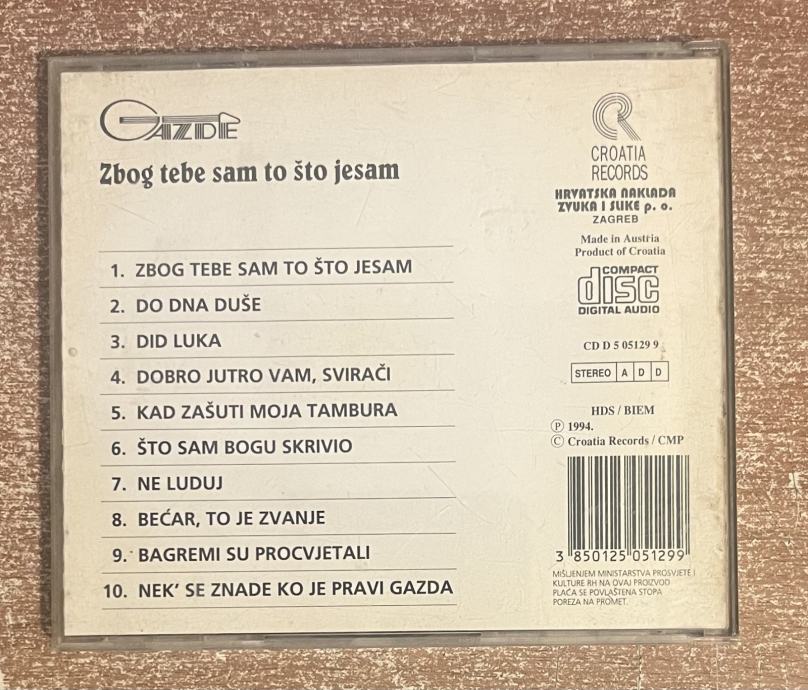 GAZDE
Zbog tebe sam to što jesam
1. ZBOG TEBE SAM TO ŠTO JESAM
2. DO DNA DUŠE
3. DID LUKA
4. DOBRO JUTRO VAM, SVIRAČI
5. KAD ZAŠUTI MOJA TAMBURA
6. ŠTO SAM BOGU SKRIVIO
7. NE LUDUJ
8. BEĆAR, TO JE ZVANJE
9. BAGREMI SU PROCVJETALI
10. NEK’ SE ZNADE KO JE PRAVI GAZDA
CROATIA
RECORDS
HRVATSKA NAKLADA
ZVUKA I SLIKE p. o.
ZAGREB
Made in Austria
Product of Croatia
COMPACT
disc
DIGITAL AUDIO
CD D 5 05129 9
STEREO A D D
HDS / BIEM
Ⓟ 1994.
Ⓒ Croatia Records / CMP
3 850125 051299
MIŠLJENJEM MINISTARSTVA PROSVJETE I
KULTURE RH NA OVAJ PROIZVOD
PLAĆA SE POVLAŠTENA STOPA
POREZA NA PROMET.